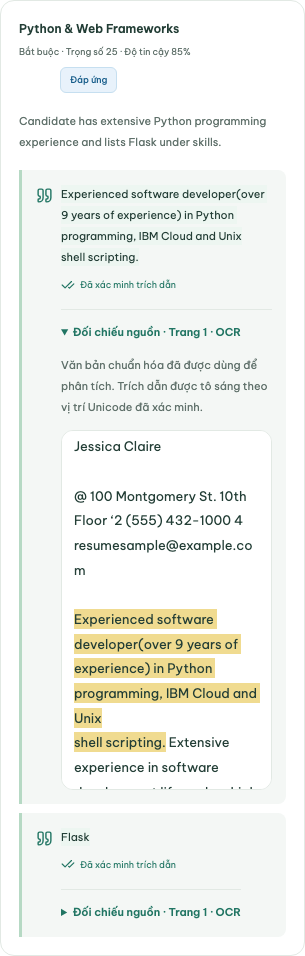 Python & Web Frameworks
Bắt buộc · Trọng số 25 · Độ tin cậy 85%
Đáp ứng
Candidate has extensive Python programming
experience and lists Flask under skills.
Experienced software developer(over
9 years of experience) in Python
programming, IBM Cloud and Unix
shell scripting.
Đã xác minh trích dẫn
▼ Đối chiếu nguồn · Trang 1 · OCR
Văn bản chuẩn hóa đã được dùng để
phân tích. Trích dẫn được tô sáng theo
vị trí Unicode đã xác minh.
Jessica Claire
@ 100 Montgomery St. 10th
Floor ‘2 (555) 432-1000 4
resumesample@example.co
m
Experienced software
developer(over 9 years of
experience) in Python
programming, IBM Cloud and
Unix
shell scripting. Extensive
experience in software
Flask
Đã xác minh trích dẫn
▶ Đối chiếu nguồn · Trang 1 · OCR